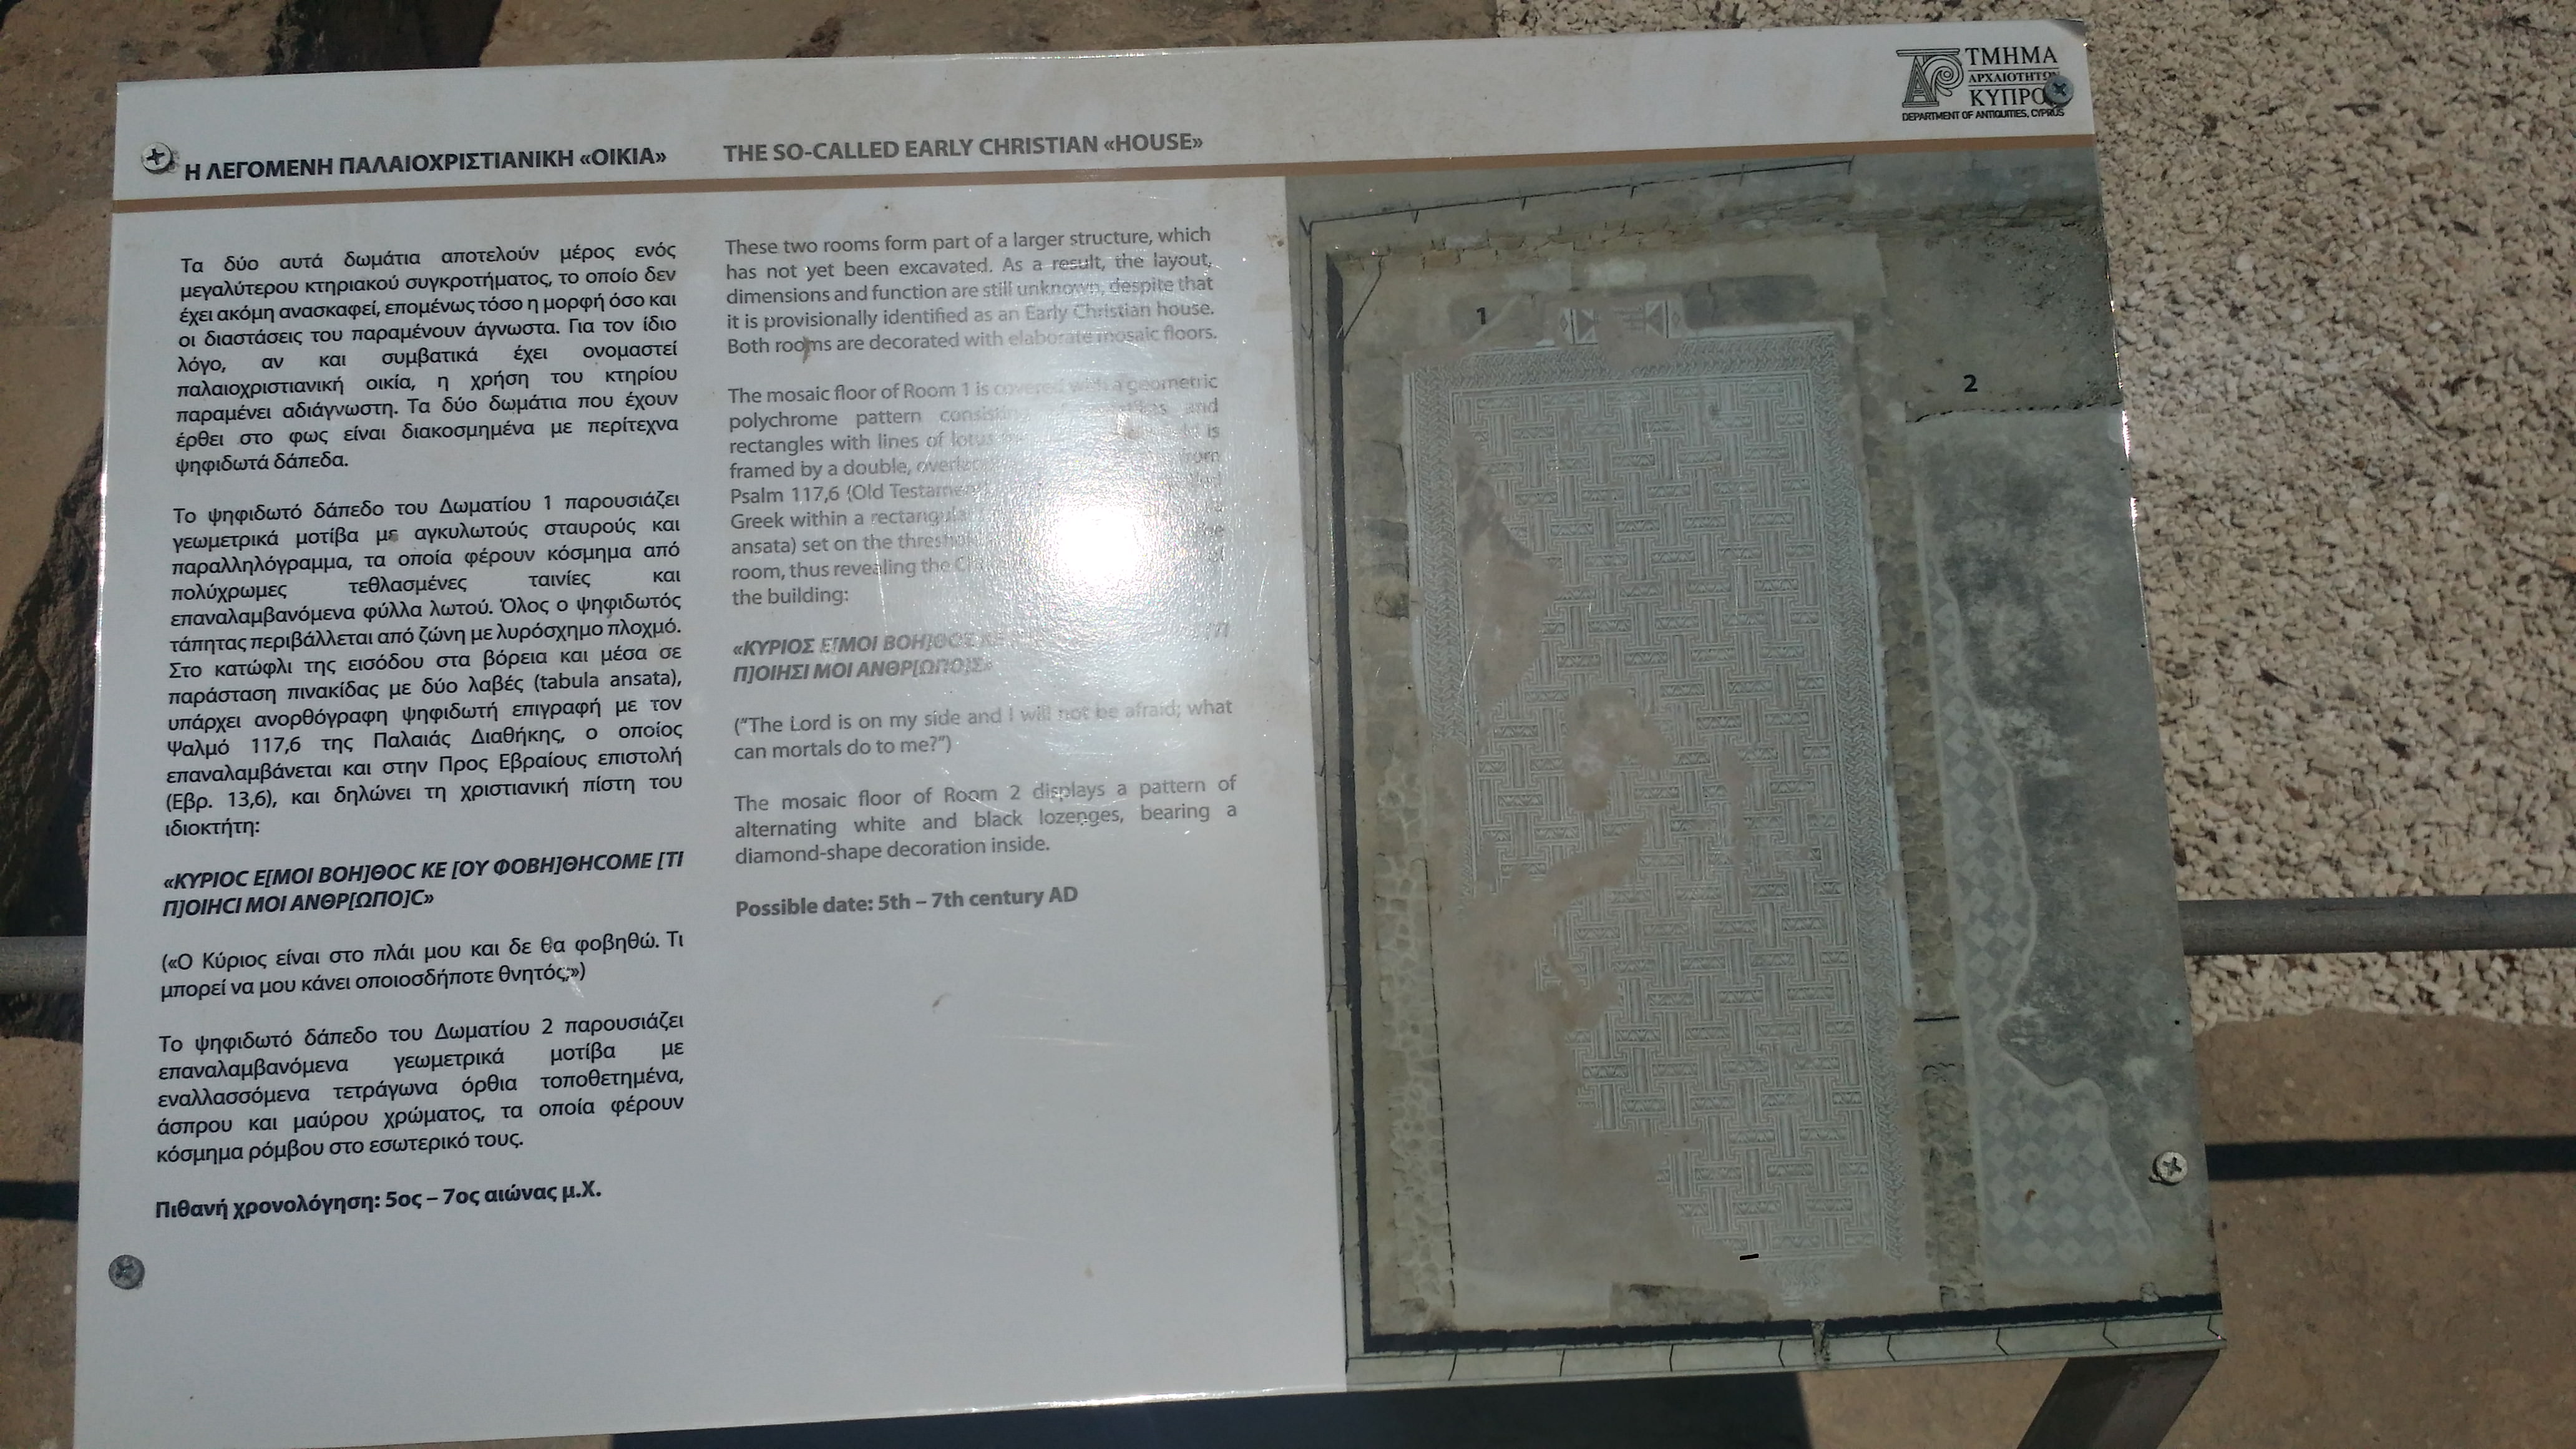 ΤΜΗΜΑ
ΑΡΧΑΙΟΤΗΤΩΝ
ΚΥΠΡΟ
DEPARTMENT OF ANTIQUITIES, CYPRUS
Η ΛΕΓΟΜΕΝΗ ΠΑΛΑΙΟΧΡΙΣΤΙΑΝΙΚΗ «ΟΙΚΙΑ»
Τα δύο αυτά δωμάτια αποτελούν μέρος ενός
μεγαλύτερου κτηριακού συγκροτήματος, το οποίο δεν
έχει ακόμη ανασκαφεί, επομένως τόσο η μορφή όσο και
οι διαστάσεις του παραμένουν άγνωστα. Για τον ίδιο
λόγο, αν και συμβατικά έχει ονομαστεί
παλαιοχριστιανική οικία, η χρήση του κτηρίου
παραμένει αδιάγνωστη. Τα δύο δωμάτια που έχουν
έρθει στο φως είναι διακοσμημένα με περίτεχνα
ψηφιδωτά δάπεδα.
Το ψηφιδωτό δάπεδο του Δωματίου 1 παρουσιάζει
γεωμετρικά μοτίβα με αγκυλωτούς σταυρούς και
παραλληλόγραμμα, τα οποία φέρουν κόσμημα από
πολύχρωμες τεθλασμένες ταινίες και
επαναλαμβανόμενα φύλλα λωτού. Όλος ο ψηφιδωτός
τάπητας περιβάλλεται από ζώνη με λυρόσχημο πλοχμό.
Στο κατώφλι της εισόδου στα βόρεια και μέσα σε
παράσταση πινακίδας με δύο λαβές (tabula ansata),
υπάρχει ανορθόγραφη ψηφιδωτή επιγραφή με τον
Ψαλμό 117,6 της Παλαιάς Διαθήκης, ο οποίος
επαναλαμβάνεται και στην Προς Εβραίους επιστολή
(Εβρ. 13,6), και δηλώνει τη χριστιανική πίστη του
ιδιοκτήτη:
«ΚΥΡΙΟC Ε[ΜΟΙ ΒΟΗ]ΘΟC ΚΕ [ΟΥ ΦΟΒΗ]ΘΗCΟΜΕ [ΤΙ
Π]ΟΙΗCΙ ΜΟΙ ΑΝΘΡ[ΩΠΟ]C»
(«Ο Κύριος είναι στο πλάι μου και δε θα φοβηθώ. Τι
μπορεί να μου κάνει οποιοσδήποτε θνητός;»)
Το ψηφιδωτό δάπεδο του Δωματίου 2 παρουσιάζει
επαναλαμβανόμενα γεωμετρικά μοτίβα με
εναλλασσόμενα τετράγωνα όρθια τοποθετημένα,
άσπρου και μαύρου χρώματος, τα οποία φέρουν
κόσμημα ρόμβου στο εσωτερικό τους.
Πιθανή χρονολόγηση: 5ος – 7ος αιώνας μ.Χ.
THE SO-CALLED EARLY CHRISTIAN «HOUSE»
These two rooms form part of a larger structure, which
has not yet been excavated. As a result, the layout,
dimensions and function are still unknown, despite that
it is provisionally identified as an Early Christian house.
Both rooms are decorated with elaborate mosaic floors.
The mosaic floor of Room 1 is covered with a geometric
polychrome pattern consisting and
rectangles with lines of lotus is
framed by a double, from
Psalm 117,6 (Old Testament)
Greek within a rectangular
ansata) set on the threshold
room, thus revealing the of
the building:
«ΚΥΡΙΟΣ Ε[ΜΟΙ ΒΟΗ]ΘΟΣ ΚΕ
Π]ΟΙΗΣΙ ΜΟΙ ΑΝΘΡ[ΩΠΟ]Σ»
("The Lord is on my side and I will not be afraid; what
can mortals do to me?")
The mosaic floor of Room 2 displays a pattern of
alternating white and black lozenges, bearing a
diamond-shape decoration inside.
Possible date: 5th – 7th century AD
1
2